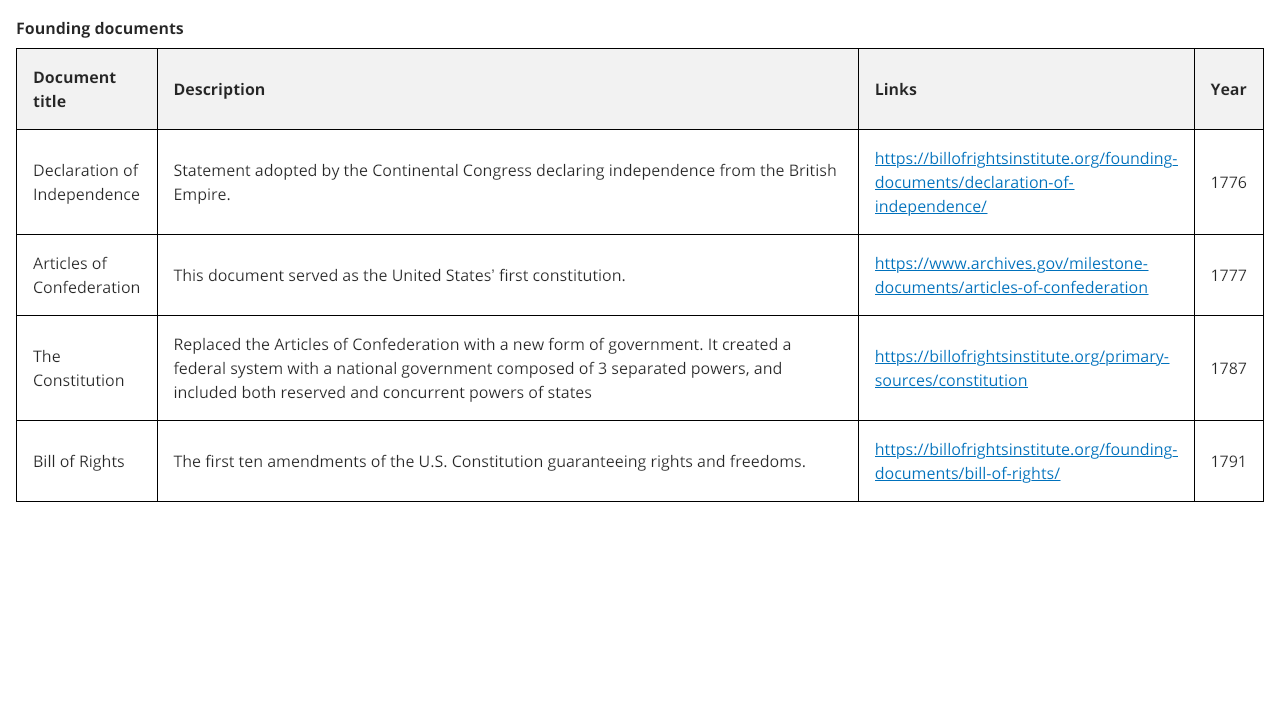 Founding documents
Document
title
Description
Links
Year
Declaration of
Independence
Statement adopted by the Continental Congress declaring independence from the British
Empire.
https://billofrightsinstitute.org/founding-
documents/declaration-of-
independence/
1776
Articles of
Confederation
This document served as the United States’ first constitution.
https://www.archives.gov/milestone-
documents/articles-of-confederation
1777
The
Constitution
Replaced the Articles of Confederation with a new form of government. It created a
federal system with a national government composed of 3 separated powers, and
included both reserved and concurrent powers of states
https://billofrightsinstitute.org/primary-
sources/constitution
1787
Bill of Rights
The first ten amendments of the U.S. Constitution guaranteeing rights and freedoms.
https://billofrightsinstitute.org/founding-
documents/bill-of-rights/
1791